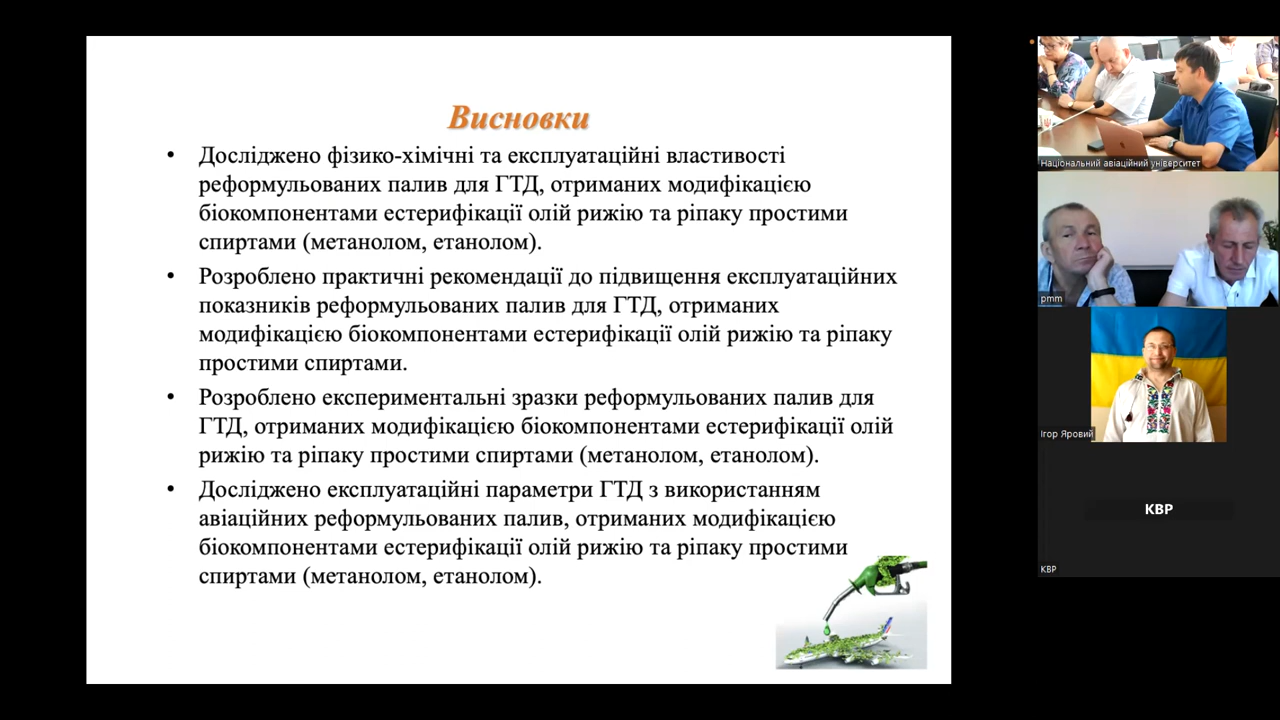 Висновки
• Досліджено фізико-хімічні та експлуатаційні властивості
реформульованих палив для ГТД, отриманих модифікацією
біокомпонентами естерифікації олій рижію та ріпаку простими
спиртами (метанолом, етанолом).
• Розроблено практичні рекомендації до підвищення експлуатаційних
показників реформульованих палив для ГТД, отриманих
модифікацією біокомпонентами естерифікації олій рижію та ріпаку
простими спиртами.
• Розроблено експериментальні зразки реформульованих палив для
ГТД, отриманих модифікацією біокомпонентами естерифікації олій
рижію та ріпаку простими спиртами (метанолом, етанолом).
• Досліджено експлуатаційні параметри ГТД з використанням
авіаційних реформульованих палив, отриманих модифікацією
біокомпонентами естерифікації олій рижію та ріпаку простими
спиртами (метанолом, етанолом).
Національний авіаційний університет
pmm
Ігор Яровий
КВР
КВР